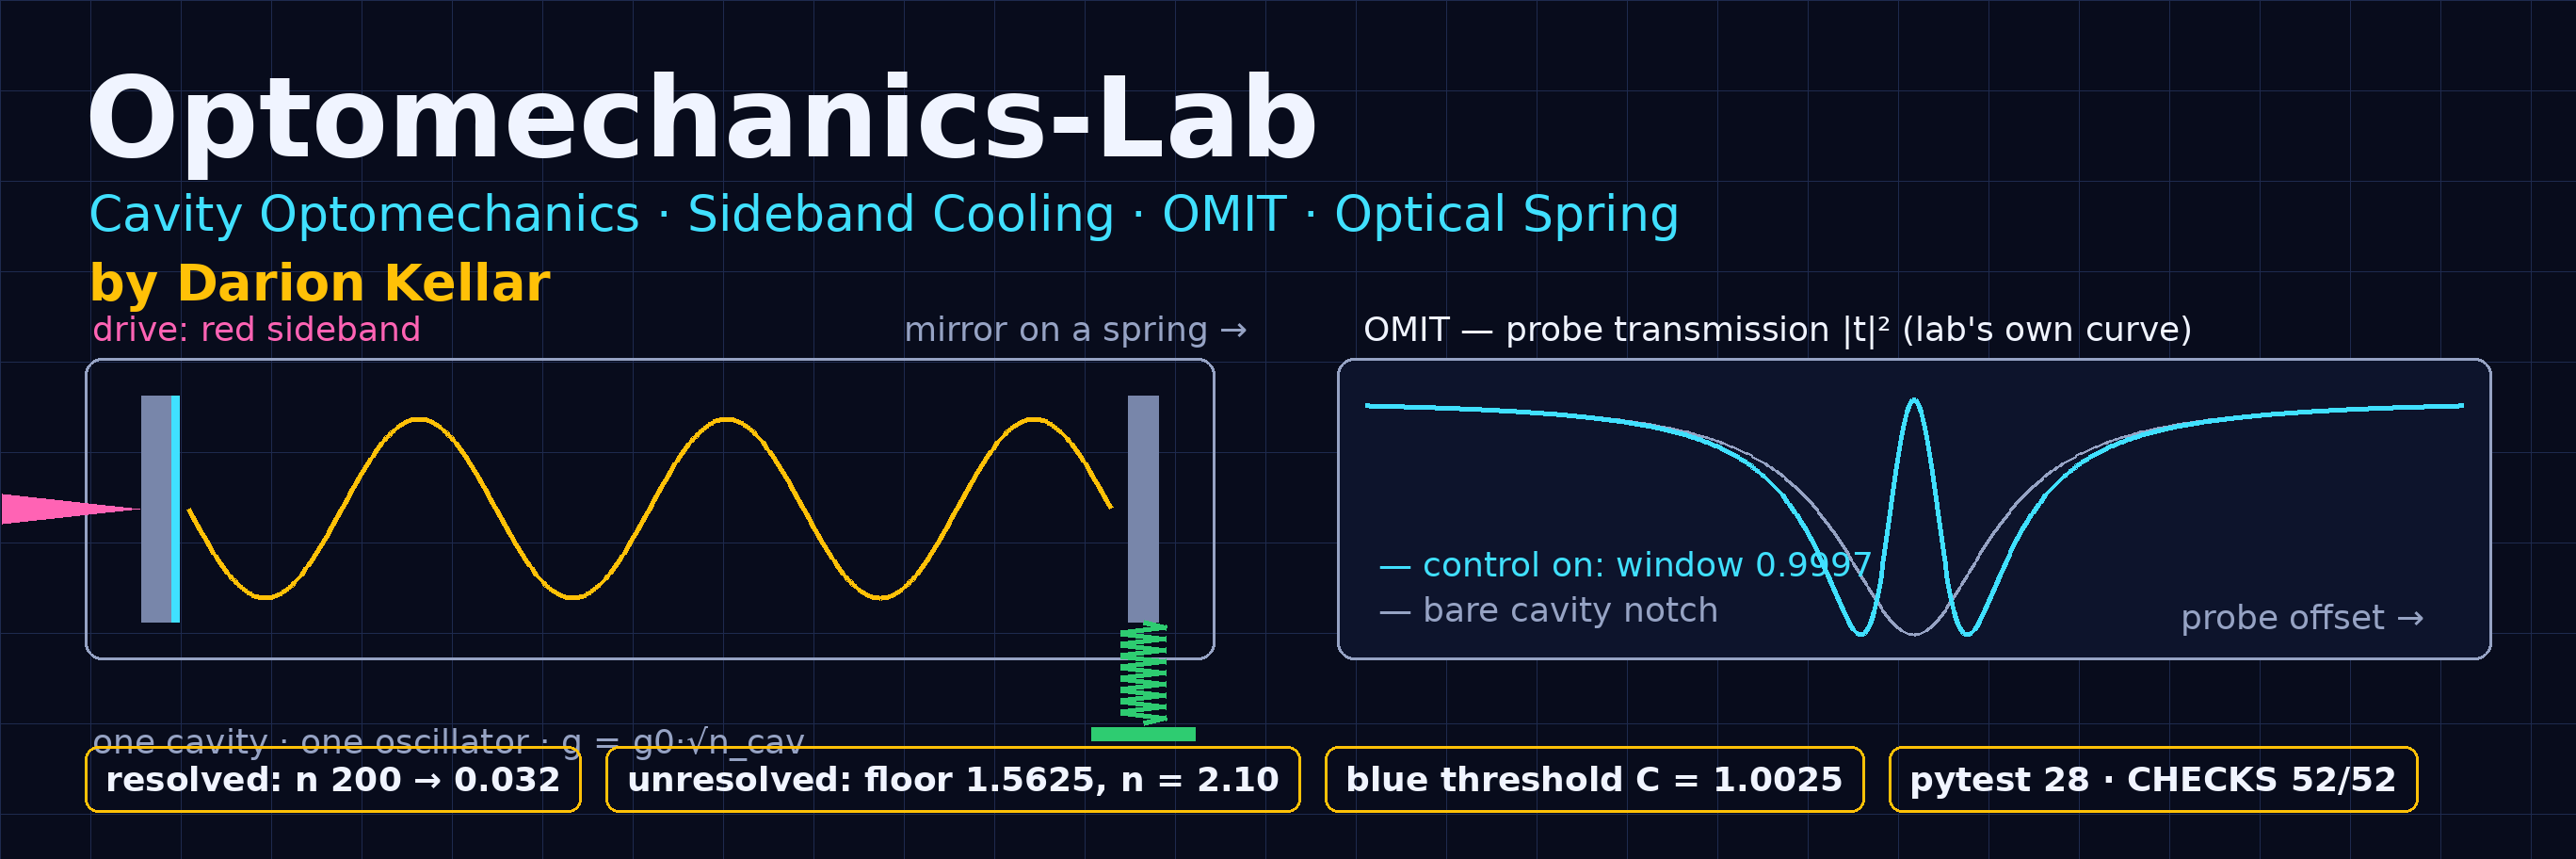 Optomechanics-Lab
Cavity Optomechanics · Sideband Cooling · OMIT · Optical Spring
by Darion Kellar
drive: red sideband
mirror on a spring →
OMIT — probe transmission |t|² (lab's own curve)
— control on: window 0.9997
— bare cavity notch
probe offset →
one cavity · one oscillator · g = g0·√n_cav
resolved: n 200 → 0.032
unresolved: floor 1.5625, n = 2.10
blue threshold C = 1.0025
pytest 28 · CHECKS 52/52